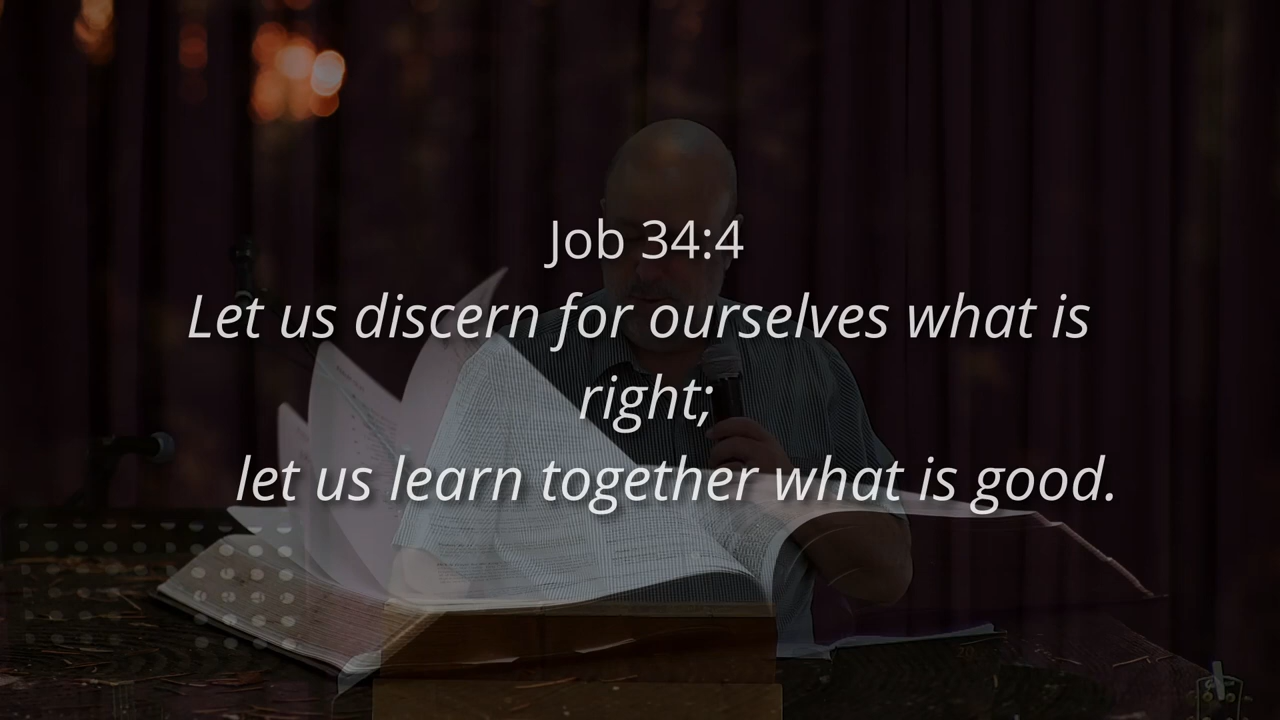 Job 34:4
Let us discern for ourselves what is
right;
let us learn together what is good.